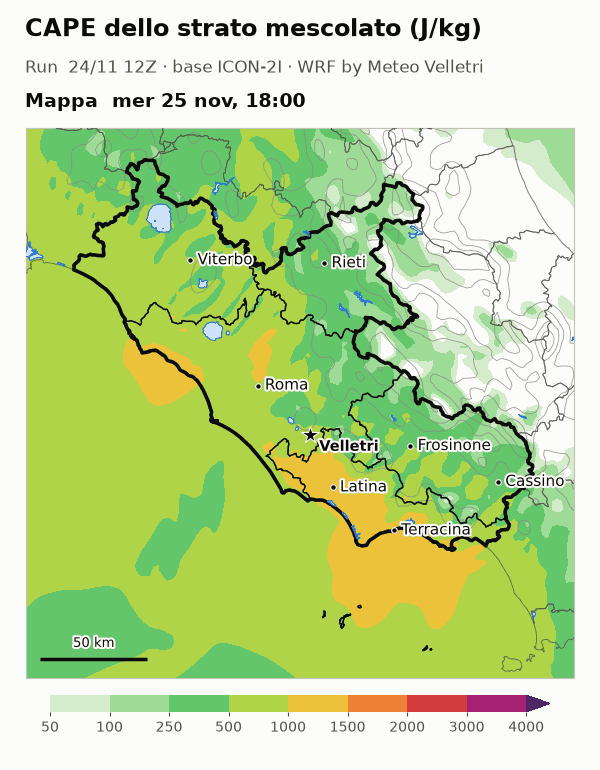 CAPE dello strato mescolato (J/kg)
Run  24/11 12Z · base ICON-2I · WRF by Meteo Velletri
Mappa  mer 25 nov, 18:00
Viterbo
Rieti
Roma
Velletri
Frosinone
Cassino
Latina
Terracina
50 km
50 100 250 500 1000 1500 2000 3000 4000